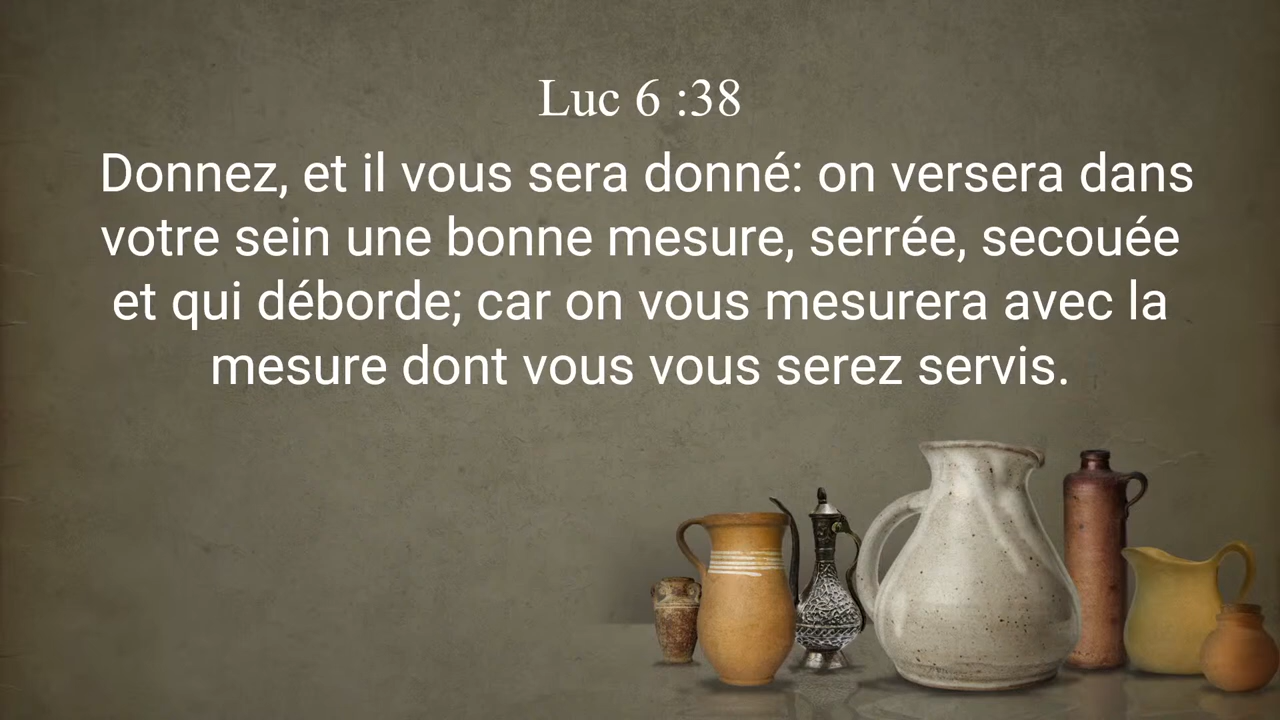 Luc 6 :38
Donnez, et il vous sera donné: on versera dans
votre sein une bonne mesure, serrée, secouée
et qui déborde; car on vous mesurera avec la
mesure dont vous vous serez servis.